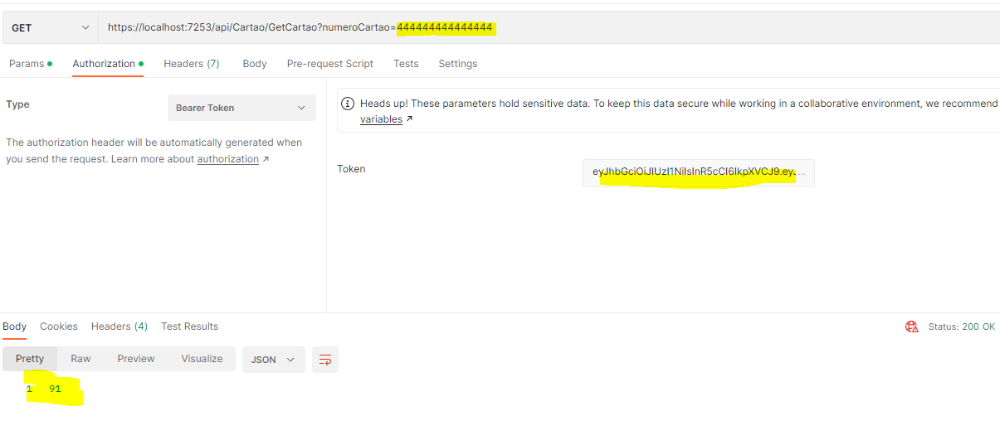 GET https://localhost:7253/api/Cartao/GetCartao?numeroCartao=444444444444444
Params Authorization Headers (7) Body Pre-request Script Tests Settings
Type Bearer Token
The authorization header will be automatically generated when
you send the request. Learn more about authorization ↗
Heads up! These parameters hold sensitive data. To keep this data secure while working in a collaborative environment, we recommend
variables ↗
Token eyJhbGciOiJIUzI1NiIsInR5cCI6IkpXVCJ9.eyJ...
Body Cookies Headers (4) Test Results Status: 200 OK
Pretty Raw Preview Visualize JSON
1 91